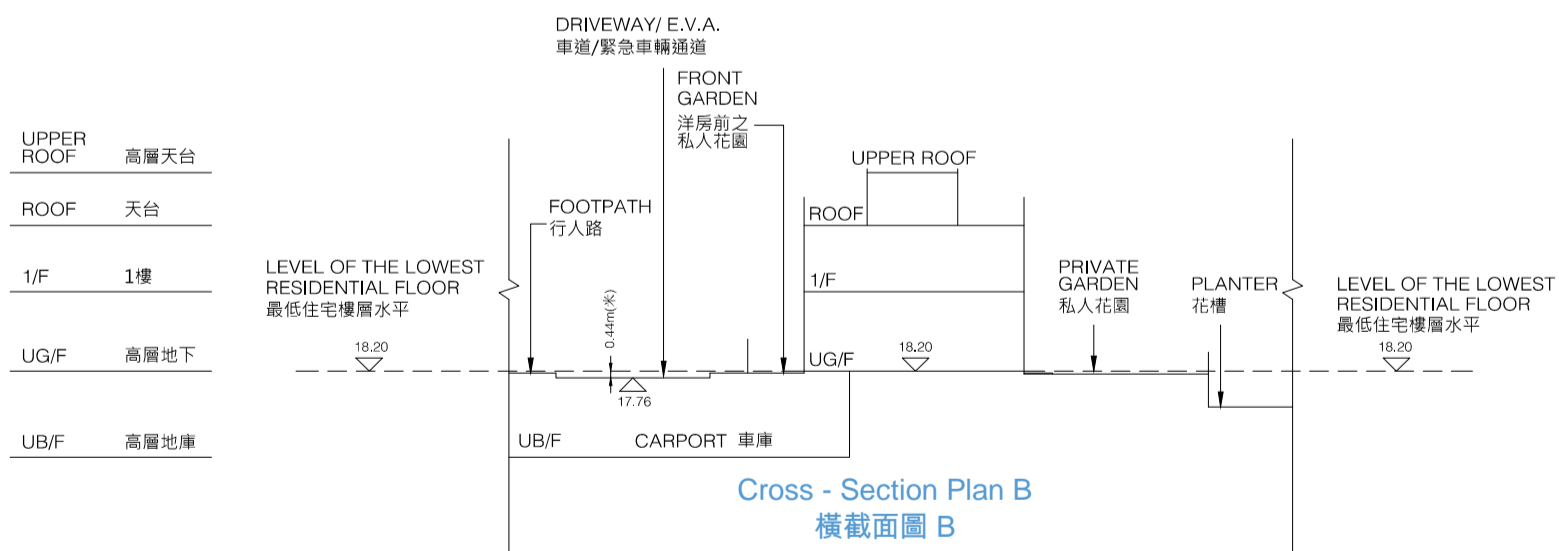 DRIVEWAY/ E.V.A.
車道/緊急車輛通道
FRONT
GARDEN
洋房前之
私人花園
UPPER
ROOF 高層天台
UPPER ROOF
ROOF 天台
FOOTPATH
行人路
ROOF
1/F 1樓
LEVEL OF THE LOWEST
RESIDENTIAL FLOOR
最低住宅樓層水平
0.44m(米)
1/F
PRIVATE
GARDEN
私人花園
PLANTER
花槽
LEVEL OF THE LOWEST
RESIDENTIAL FLOOR
最低住宅樓層水平
UG/F 高層地下
18.20
17.76
UG/F
18.20
18.20
UB/F 高層地庫
UB/F CARPORT 車庫
Cross - Section Plan B
橫截面圖 B